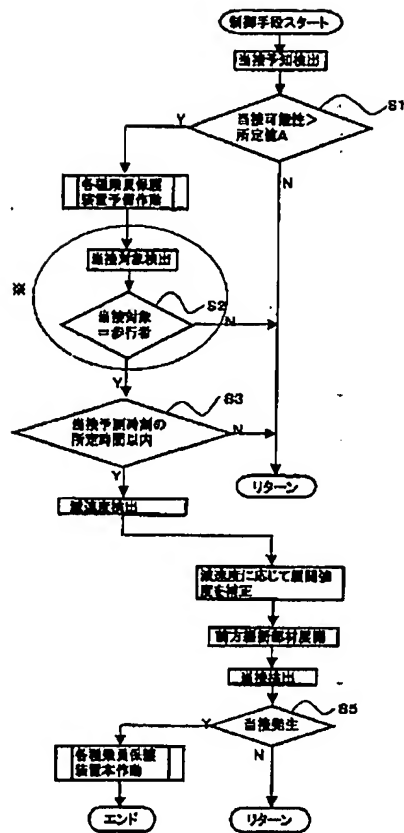 制御手段スタート
当接予知検出
S1
当接可能性>
所定値A
Y
N
各種乗員保護
装置予備作動
当接対象検出
※
S2
当接対象
=歩行者
N
Y
S3
当接予測時刻の
所定時間以内
N
Y
リターン
減速度検出
減速度に応じて展開強
度を補正
前方緩衝部材展開
当接検出
S5
当接発生
Y
N
各種乗員保護
装置本作動
エンド
リターン